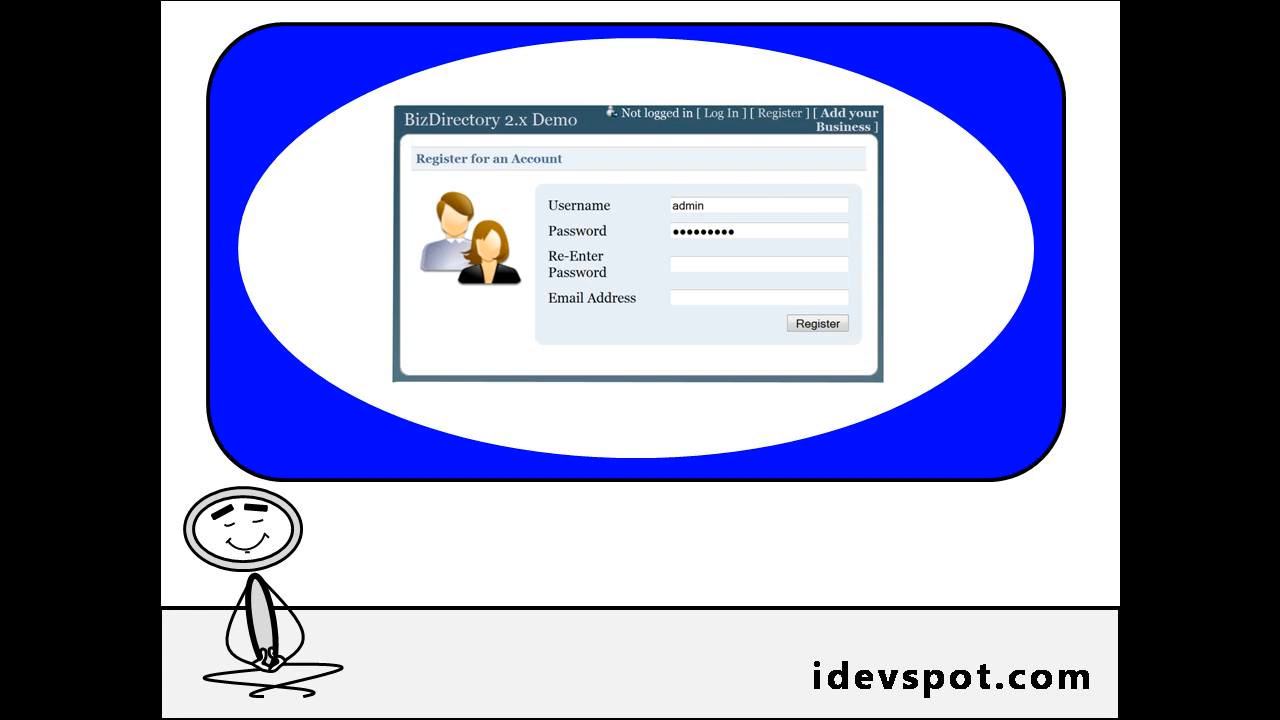 BizDirectory 2.x Demo
Not logged in [ Log In ] [ Register ] [ Add your
Business ]
Register for an Account
Username
admin
Password
●●●●●●●●●
Re-Enter
Password
Email Address
Register
idevspot.com